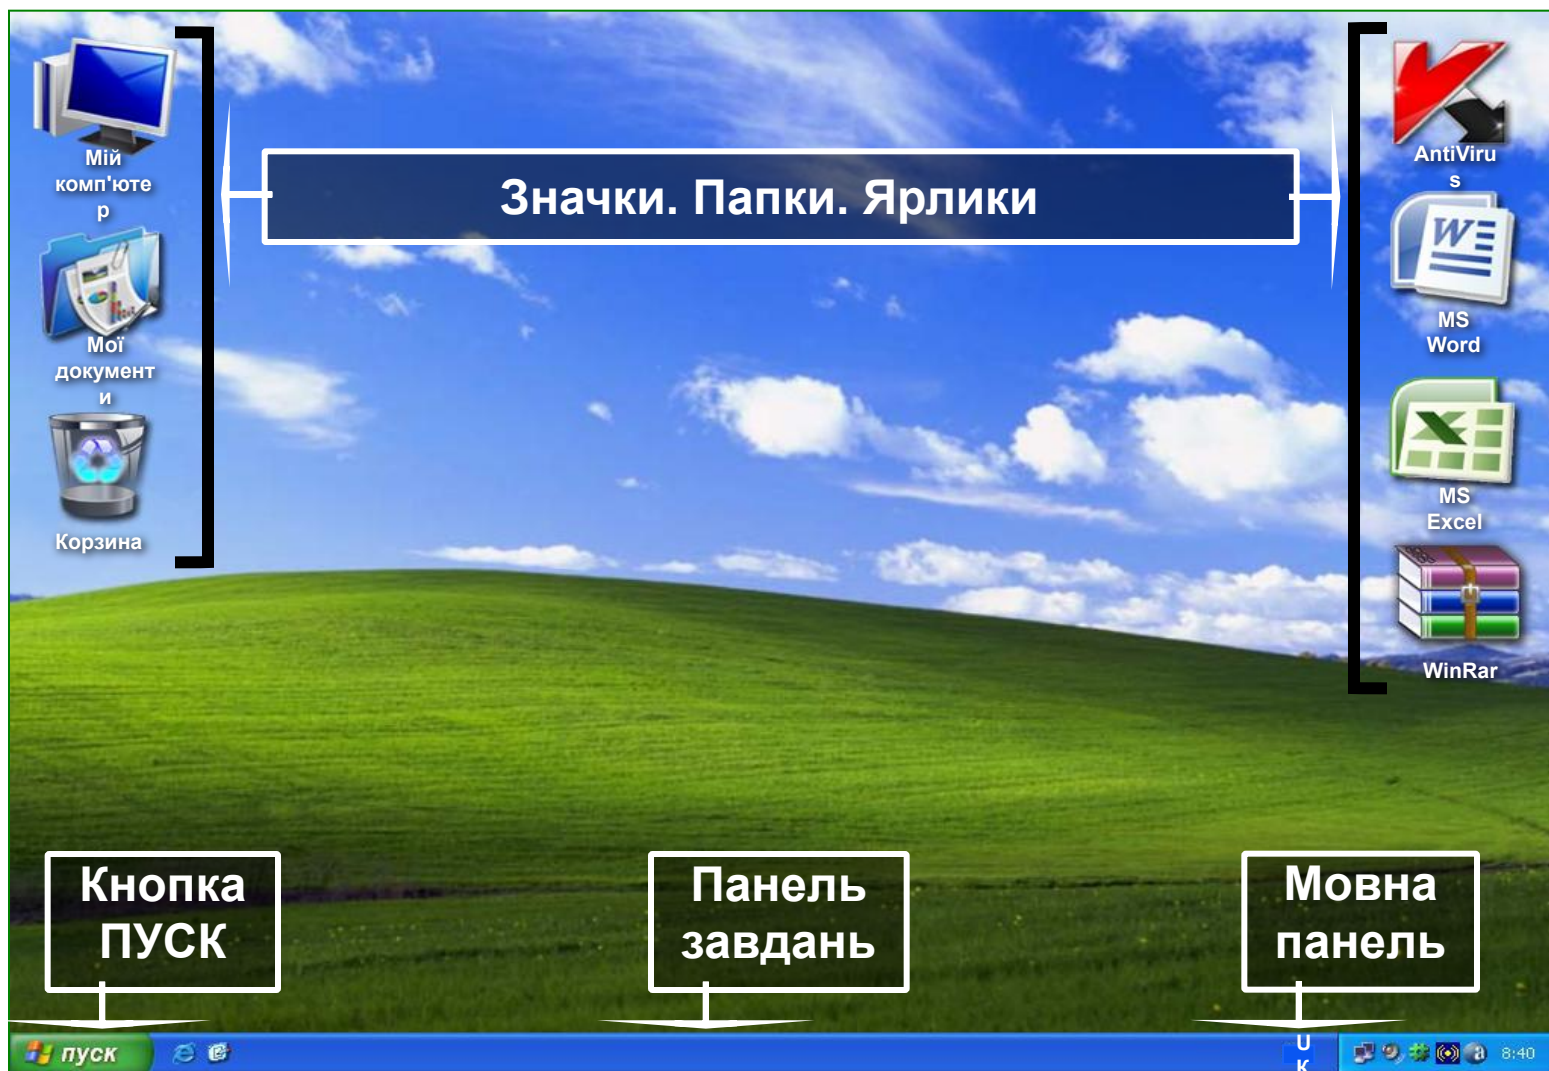 Мій
комп'юте
р
Мої
документ
и
Корзина
Значки. Папки. Ярлики
AntiViru
s
MS
Word
MS
Excel
WinRar
Кнопка
ПУСК
Панель
завдань
Мовна
панель
пуск
U
K
8:40